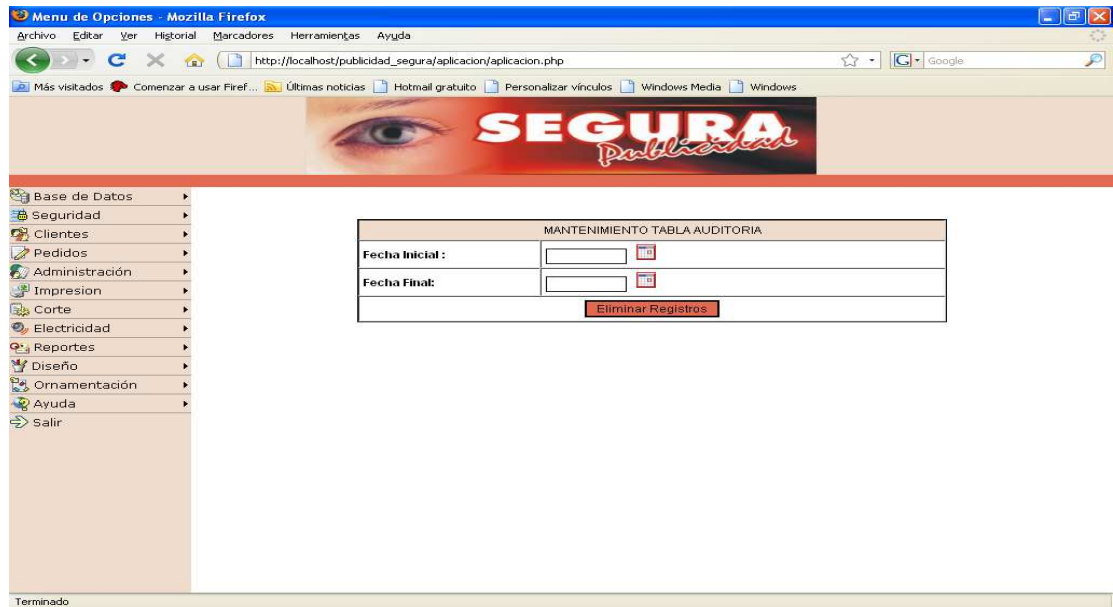 Menu de Opciones - Mozilla Firefox
Archivo Editar Ver Historial Marcadores Herramientas Ayuda
http://localhost/publicidad_segura/aplicacion/aplicacion.php
G Google
Más visitados Comenzar a usar Firef... Últimas noticias Hotmail gratuito Personalizar vínculos Windows Media Windows
SEGURA
Publicidad
Base de Datos
Seguridad
Clientes
Pedidos
Administración
Impresion
Corte
Electricidad
Reportes
Diseño
Ornamentación
Ayuda
Salir
MANTENIMIENTO TABLA AUDITORIA
Fecha Inicial :
Fecha Final:
Eliminar Registros
Terminado